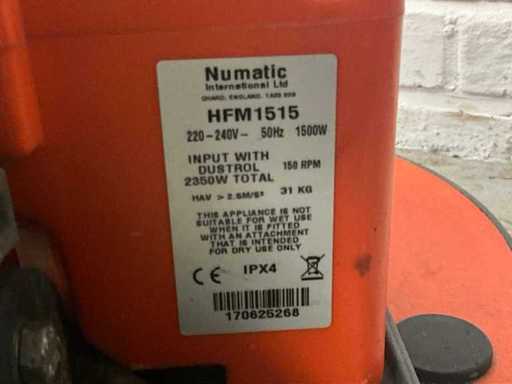 Numatic
International Ltd
CHARD, ENGLAND.
HFM1515
220-240V~ 50Hz 1500W
INPUT WITH
DUSTROL 150 RPM
2350W TOTAL
HAV > 2.5M/S² 31 KG
THIS APPLIANCE IS NOT
SUITABLE FOR WET USE
WHEN IT IS FITTED
WITH AN ATTACHMENT
THAT IS INTENDED
FOR DRY USE ONLY
CE IPX4
170625268